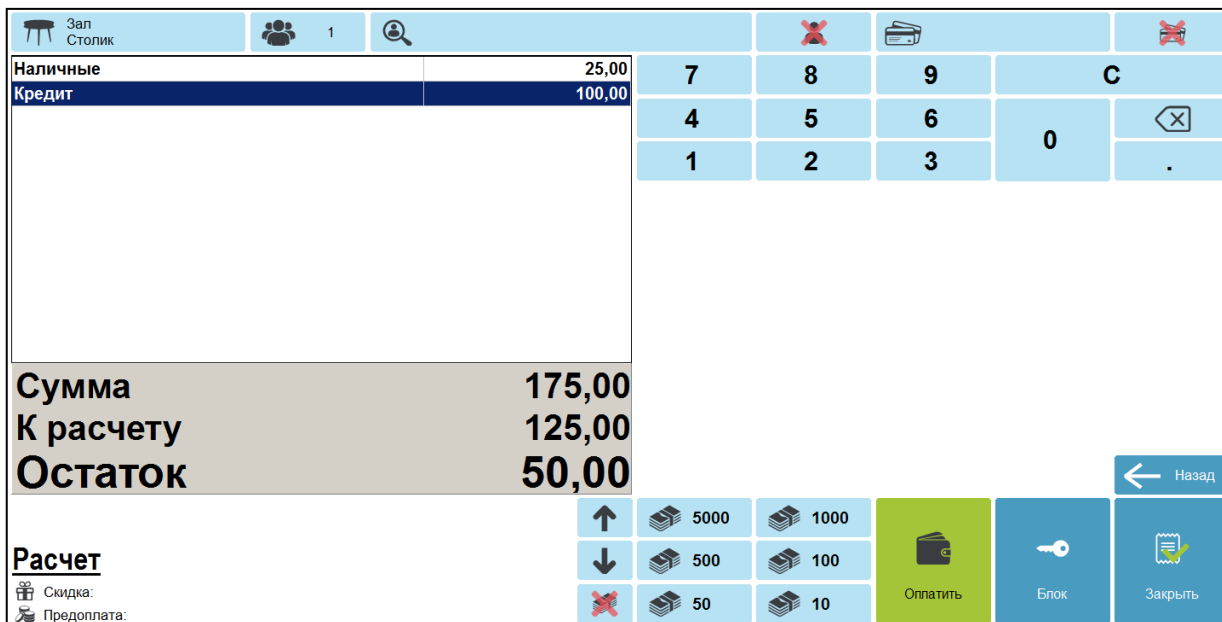 Зал
Столик
1
Наличные 25,00
Кредит 100,00
7 8 9 C
4 5 6
0
1 2 3 .
Сумма 175,00
К расчету 125,00
Остаток 50,00
Назад
5000 1000
Расчет
500 100
Скидка:
50 10
Оплатить Блок Закрыть
Предоплата: